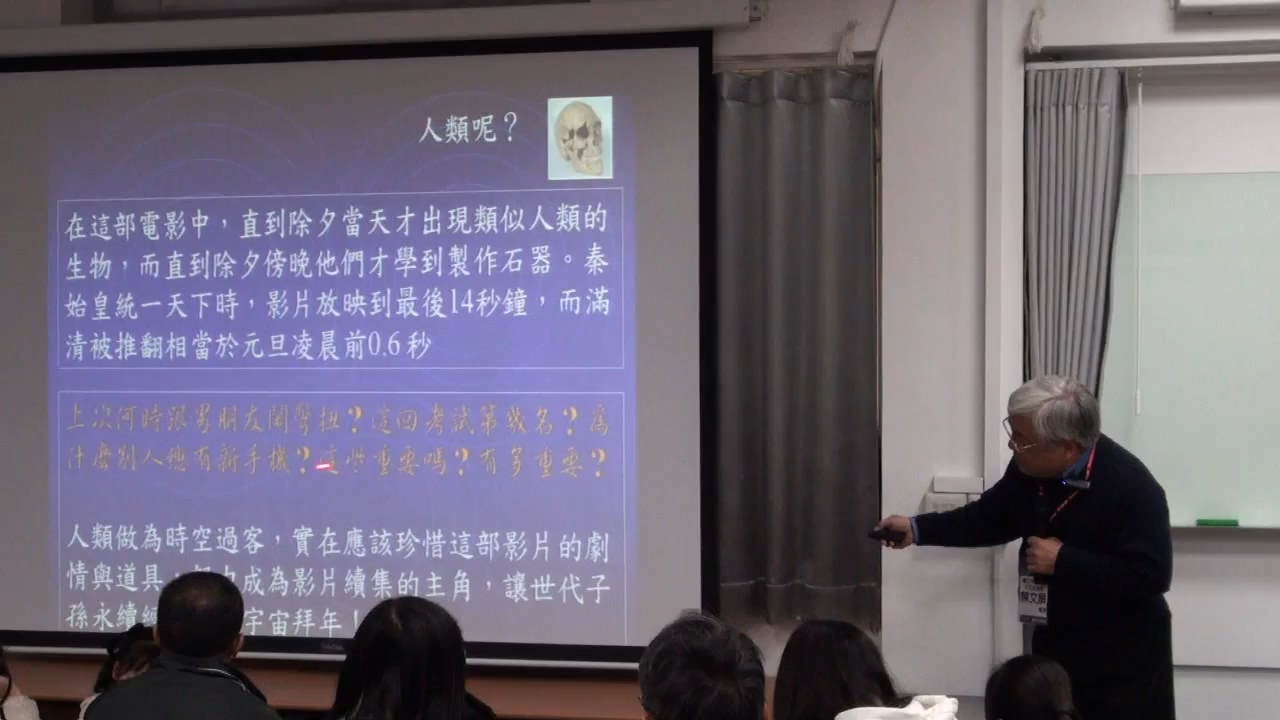 人類呢？
在這部電影中，直到除夕當天才出現類似人類的
生物，而直到除夕傍晚他們才學到製作石器。秦
始皇統一天下時，影片放映到最後14秒鐘，而滿
清被推翻相當於元旦凌晨前0.6秒
上次何時跟男朋友鬧彆扭？這回考試第幾名？為
什麼別人總有新手機？這些重要嗎？有多重要？
人類做為時空過客，實在應該珍惜這部影片的劇
情與道具，成為影片續集的主角，讓世代子
孫永續宇宙拜年！
陳文